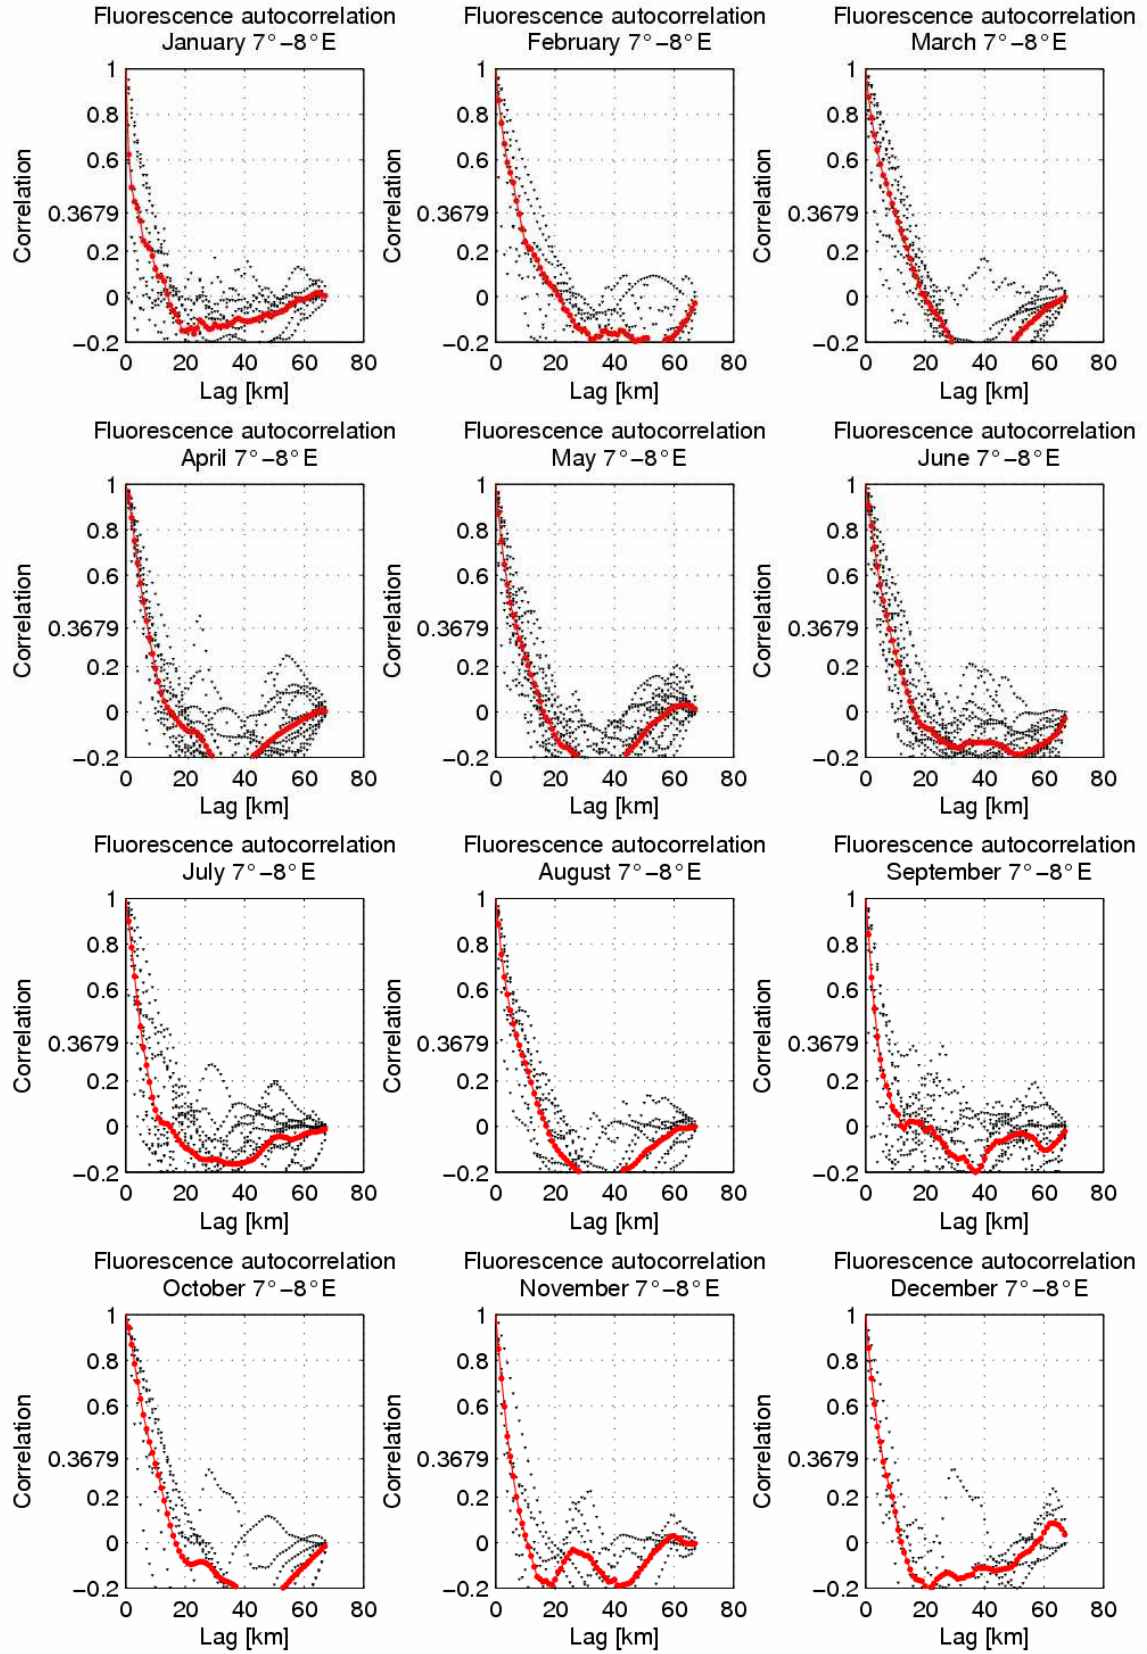 Fluorescence autocorrelation
January 7°−8°E
Correlation
1
0.8
0.6
0.3679
0.2
0
−0.2
0 20 40 60 80
Lag [km]
Fluorescence autocorrelation
February 7°−8°E
Correlation
1
0.8
0.6
0.3679
0.2
0
−0.2
0 20 40 60 80
Lag [km]
Fluorescence autocorrelation
March 7°−8°E
Correlation
1
0.8
0.6
0.3679
0.2
0
−0.2
0 20 40 60 80
Lag [km]
Fluorescence autocorrelation
April 7°−8°E
Correlation
1
0.8
0.6
0.3679
0.2
0
−0.2
0 20 40 60 80
Lag [km]
Fluorescence autocorrelation
May 7°−8°E
Correlation
1
0.8
0.6
0.3679
0.2
0
−0.2
0 20 40 60 80
Lag [km]
Fluorescence autocorrelation
June 7°−8°E
Correlation
1
0.8
0.6
0.3679
0.2
0
−0.2
0 20 40 60 80
Lag [km]
Fluorescence autocorrelation
July 7°−8°E
Correlation
1
0.8
0.6
0.3679
0.2
0
−0.2
0 20 40 60 80
Lag [km]
Fluorescence autocorrelation
August 7°−8°E
Correlation
1
0.8
0.6
0.3679
0.2
0
−0.2
0 20 40 60 80
Lag [km]
Fluorescence autocorrelation
September 7°−8°E
Correlation
1
0.8
0.6
0.3679
0.2
0
−0.2
0 20 40 60 80
Lag [km]
Fluorescence autocorrelation
October 7°−8°E
Correlation
1
0.8
0.6
0.3679
0.2
0
−0.2
0 20 40 60 80
Lag [km]
Fluorescence autocorrelation
November 7°−8°E
Correlation
1
0.8
0.6
0.3679
0.2
0
−0.2
0 20 40 60 80
Lag [km]
Fluorescence autocorrelation
December 7°−8°E
Correlation
1
0.8
0.6
0.3679
0.2
0
−0.2
0 20 40 60 80
Lag [km]